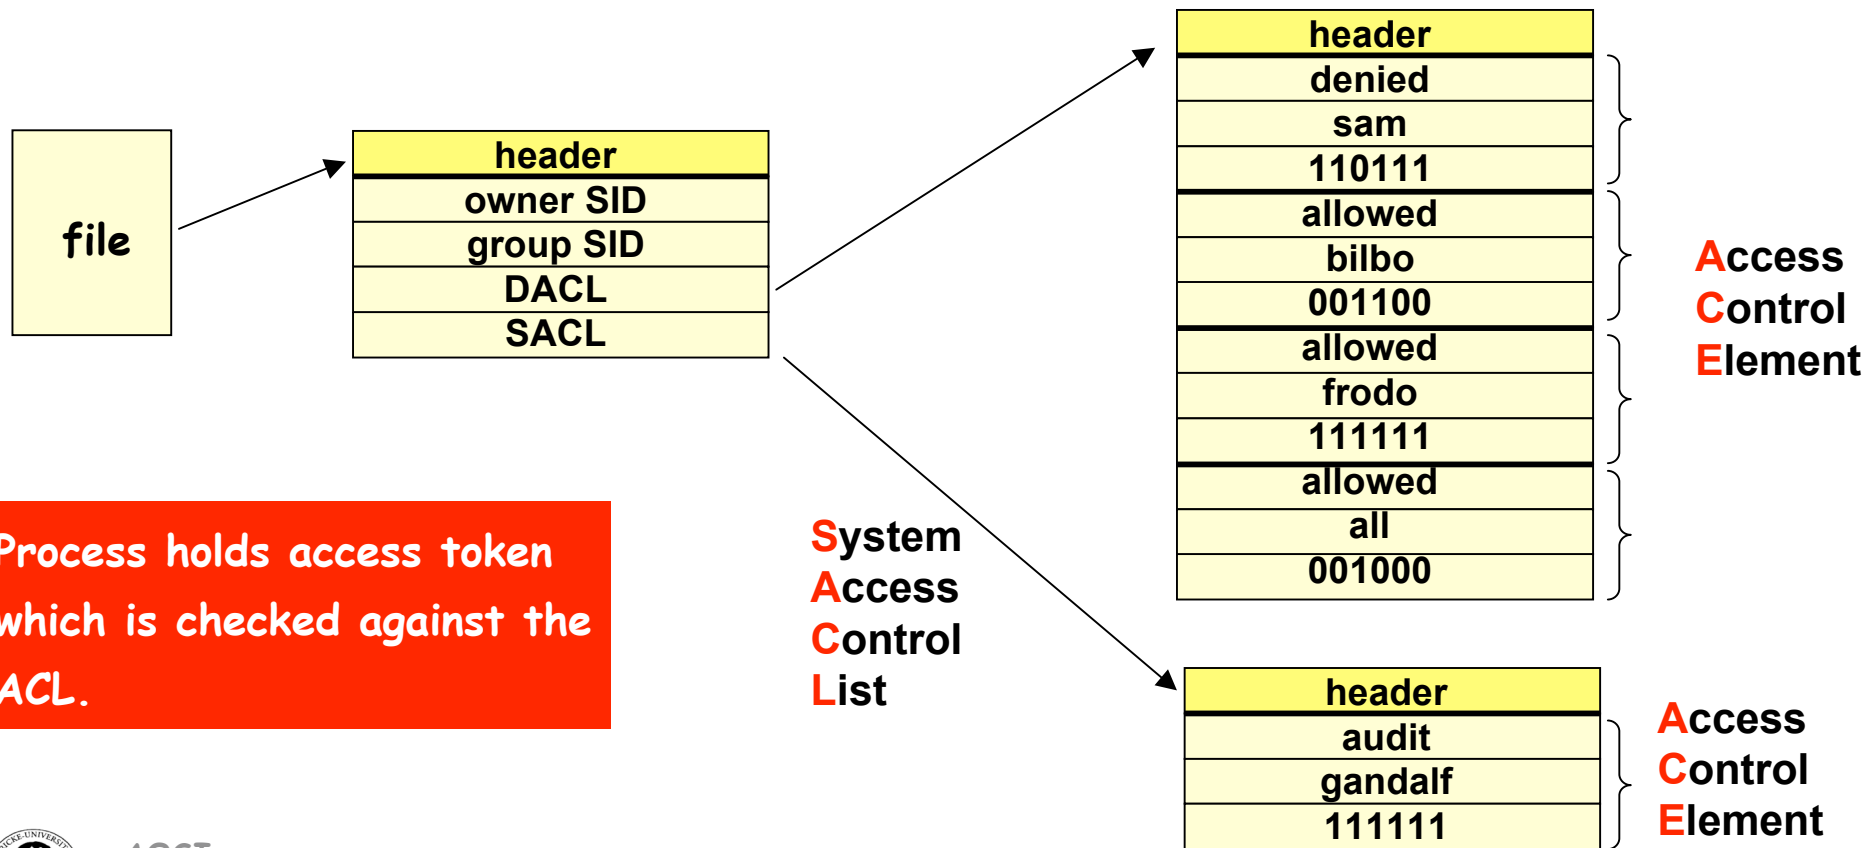 file
header
owner SID
group SID
DACL
SACL
header
denied
sam
110111
allowed
bilbo
001100
allowed
frodo
111111
allowed
all
001000
Access
Control
Element
Process holds access token
which is checked against the
ACL.
System
Access
Control
List
header
audit
gandalf
111111
Access
Control
Element